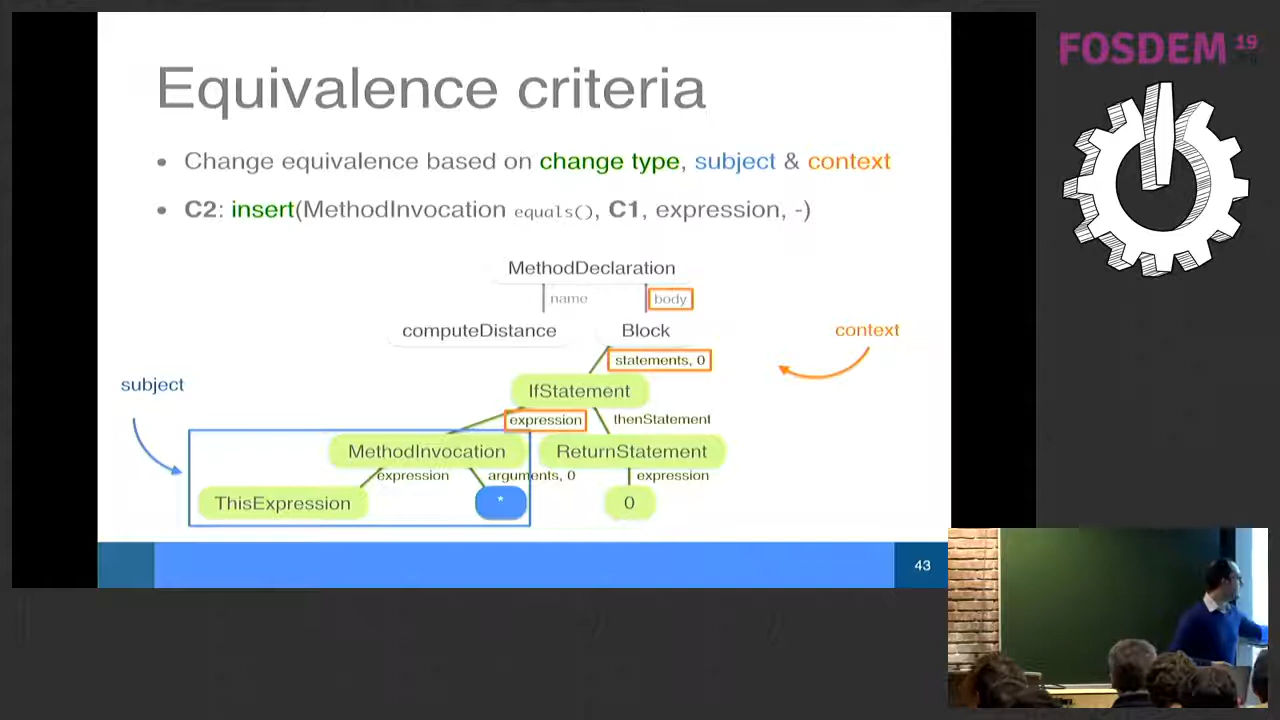 FOSDEM 19
Equivalence criteria
• Change equivalence based on change type, subject & context
• C2: insert(MethodInvocation equals(), C1, expression, -)
MethodDeclaration
name body
computeDistance Block
context
statements, 0
subject
IfStatement
expression thenStatement
MethodInvocation ReturnStatement
expression arguments, 0 expression
ThisExpression * 0
43